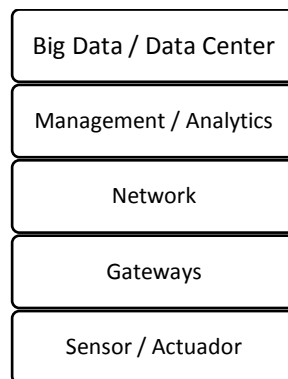 Big Data / Data Center
Management / Analytics
Network
Gateways
Sensor / Actuador